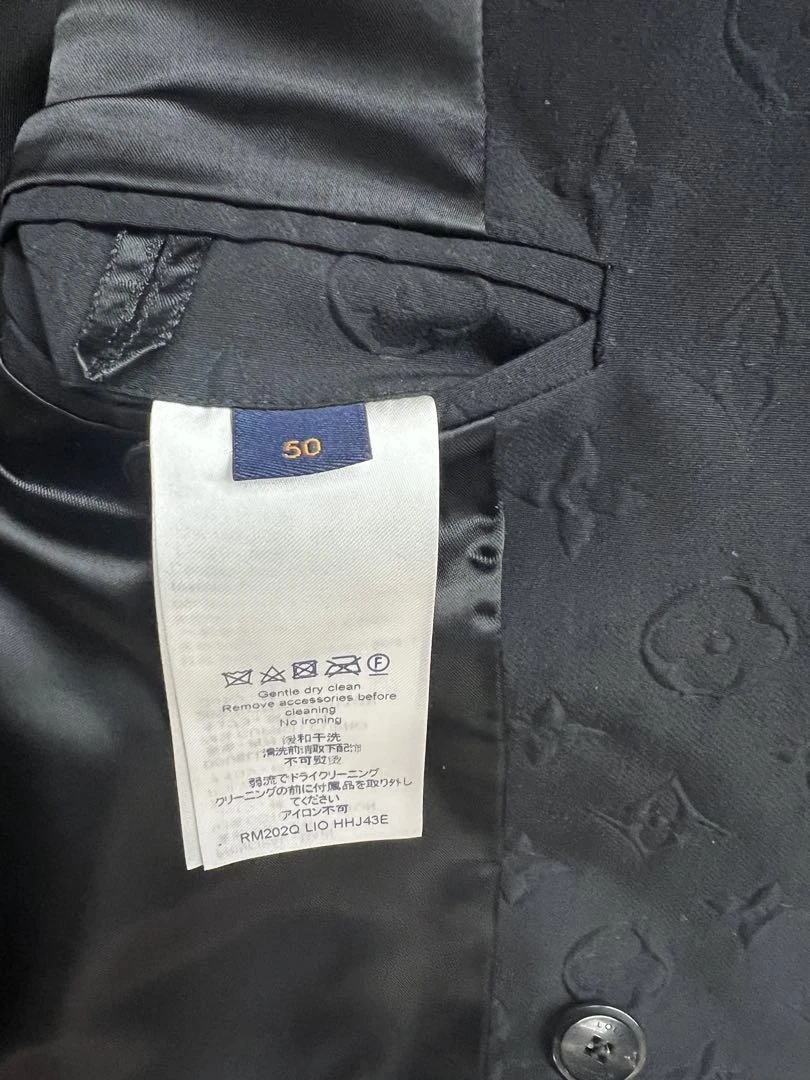 50
Gentle dry clean
Remove accessories before
cleaning
No ironing
缓和干洗
清洗前请取下配饰
不可熨烫
弱流でドライクリーニング
クリーニングの前に付属品を取り外し
てください
アイロン不可
RM202Q LIO HHJ43E